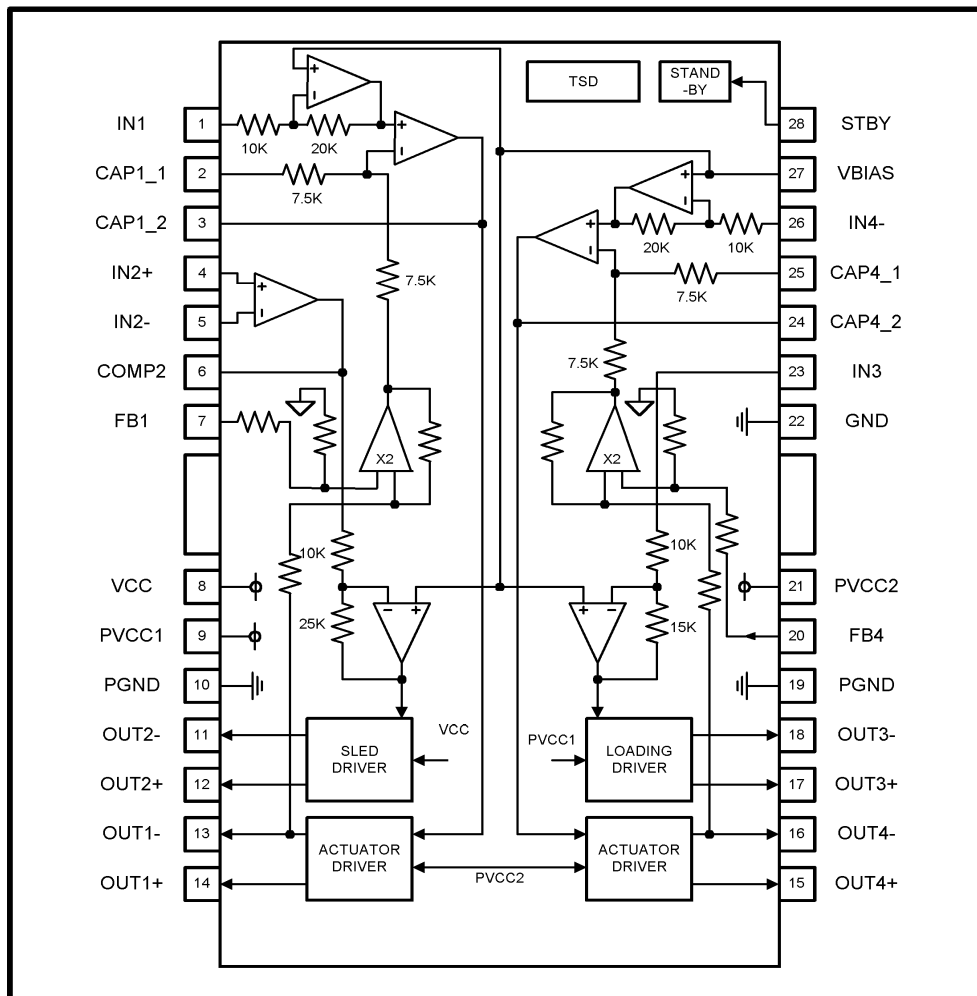 TSD
STAND
-BY
IN1
1
10K
20K
+
-
+
-
28
STBY
CAP1_1
2
7.5K
27
VBIAS
+
-
CAP1_2
3
20K
10K
26
IN4-
+
-
IN2+
4
+
-
7.5K
7.5K
25
CAP4_1
IN2-
5
24
CAP4_2
COMP2
6
7.5K
23
IN3
FB1
7
X2
X2
22
GND
10K
10K
VCC
8
21
PVCC2
- +
+ -
25K
15K
PVCC1
9
20
FB4
PGND
10
19
PGND
OUT2-
11
SLED
DRIVER
VCC
PVCC1
LOADING
DRIVER
18
OUT3-
OUT2+
12
17
OUT3+
OUT1-
13
ACTUATOR
DRIVER
PVCC2
ACTUATOR
DRIVER
16
OUT4-
OUT1+
14
15
OUT4+